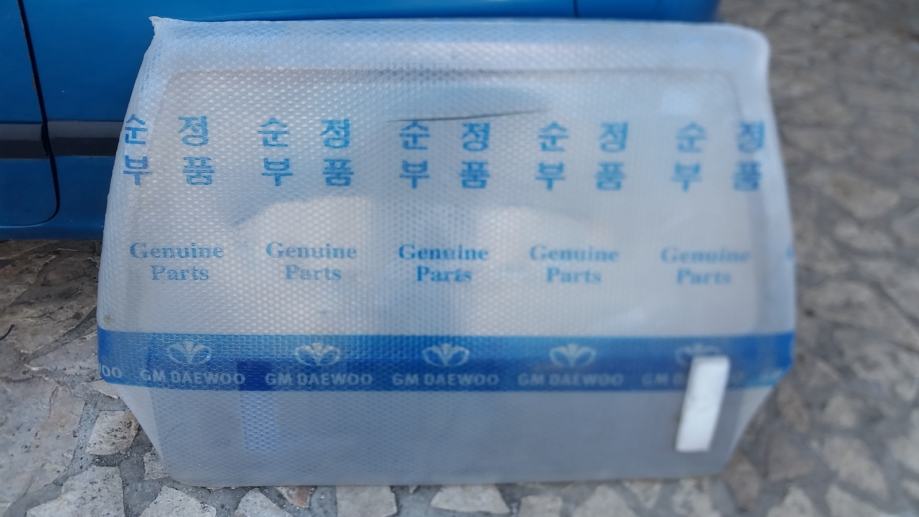 순 정 순 정 순 정 순 정 순 정
부 품 부 품 부 품 부 품 부 품
Genuine Genuine Genuine Genuine Genuine
Parts Parts Parts Parts Parts
OO GM DAEWOO GM DAEWOO GM DAEWOO GM DAEWOO GM D